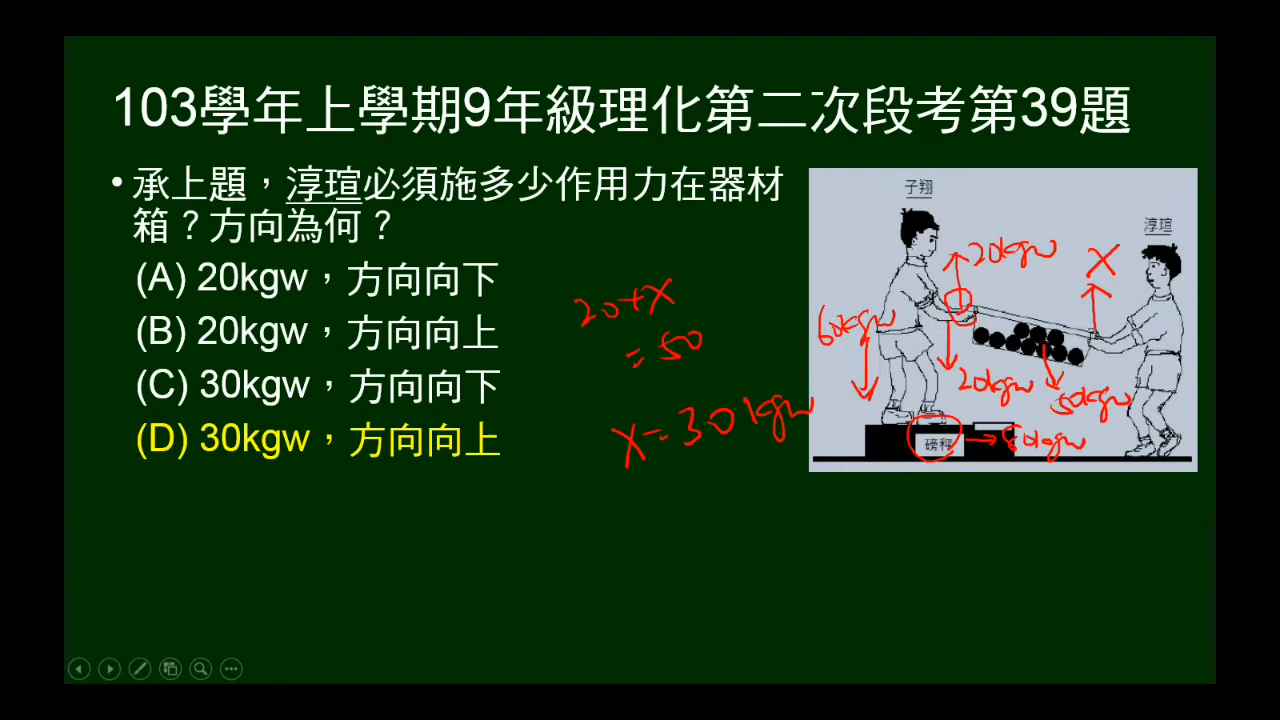 103學年上學期9年級理化第二次段考第39題
• 承上題，淳瑄必須施多少作用力在器材
箱？方向為何？
(A) 20kgw，方向向下
(B) 20kgw，方向向上
(C) 30kgw，方向向下
(D) 30kgw，方向向上
20+X
=50
X=30kgw
子翔
淳瑄
20kgw
X
60kgw
20kgw
50kgw
磅秤
80kgw